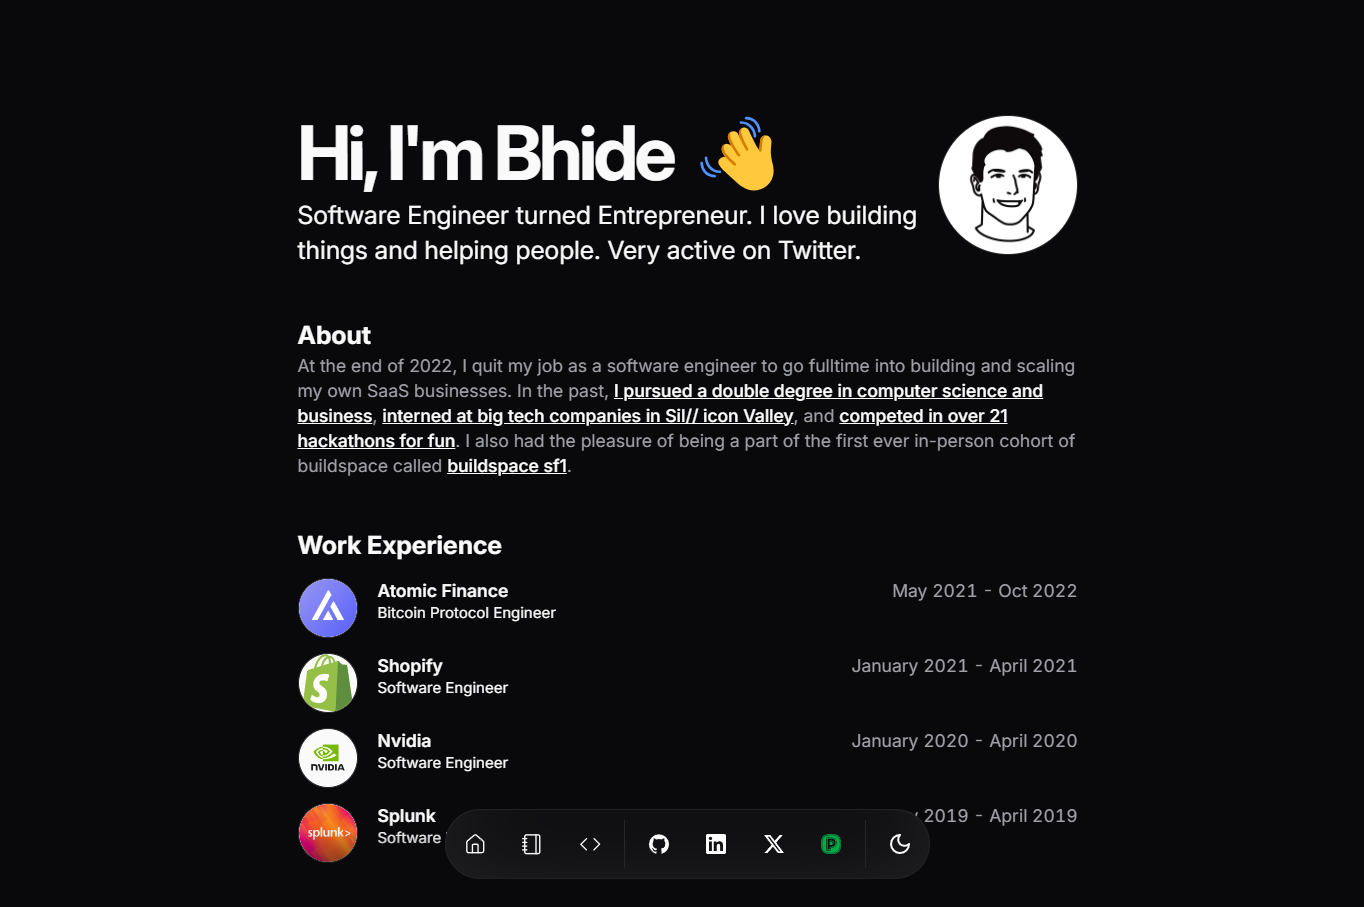 Hi, I'm Bhide 👋
Software Engineer turned Entrepreneur. I love building
things and helping people. Very active on Twitter.
About
At the end of 2022, I quit my job as a software engineer to go fulltime into building and scaling
my own SaaS businesses. In the past, I pursued a double degree in computer science and
business, interned at big tech companies in Sil// icon Valley, and competed in over 21
hackathons for fun. I also had the pleasure of being a part of the first ever in-person cohort of
buildspace called buildspace sf1.
Work Experience
Atomic Finance May 2021 - Oct 2022
Bitcoin Protocol Engineer
Shopify January 2021 - April 2021
Software Engineer
Nvidia January 2020 - April 2020
Software Engineer
nVIDIA
Splunk 2019 - April 2019
Software
splunk>